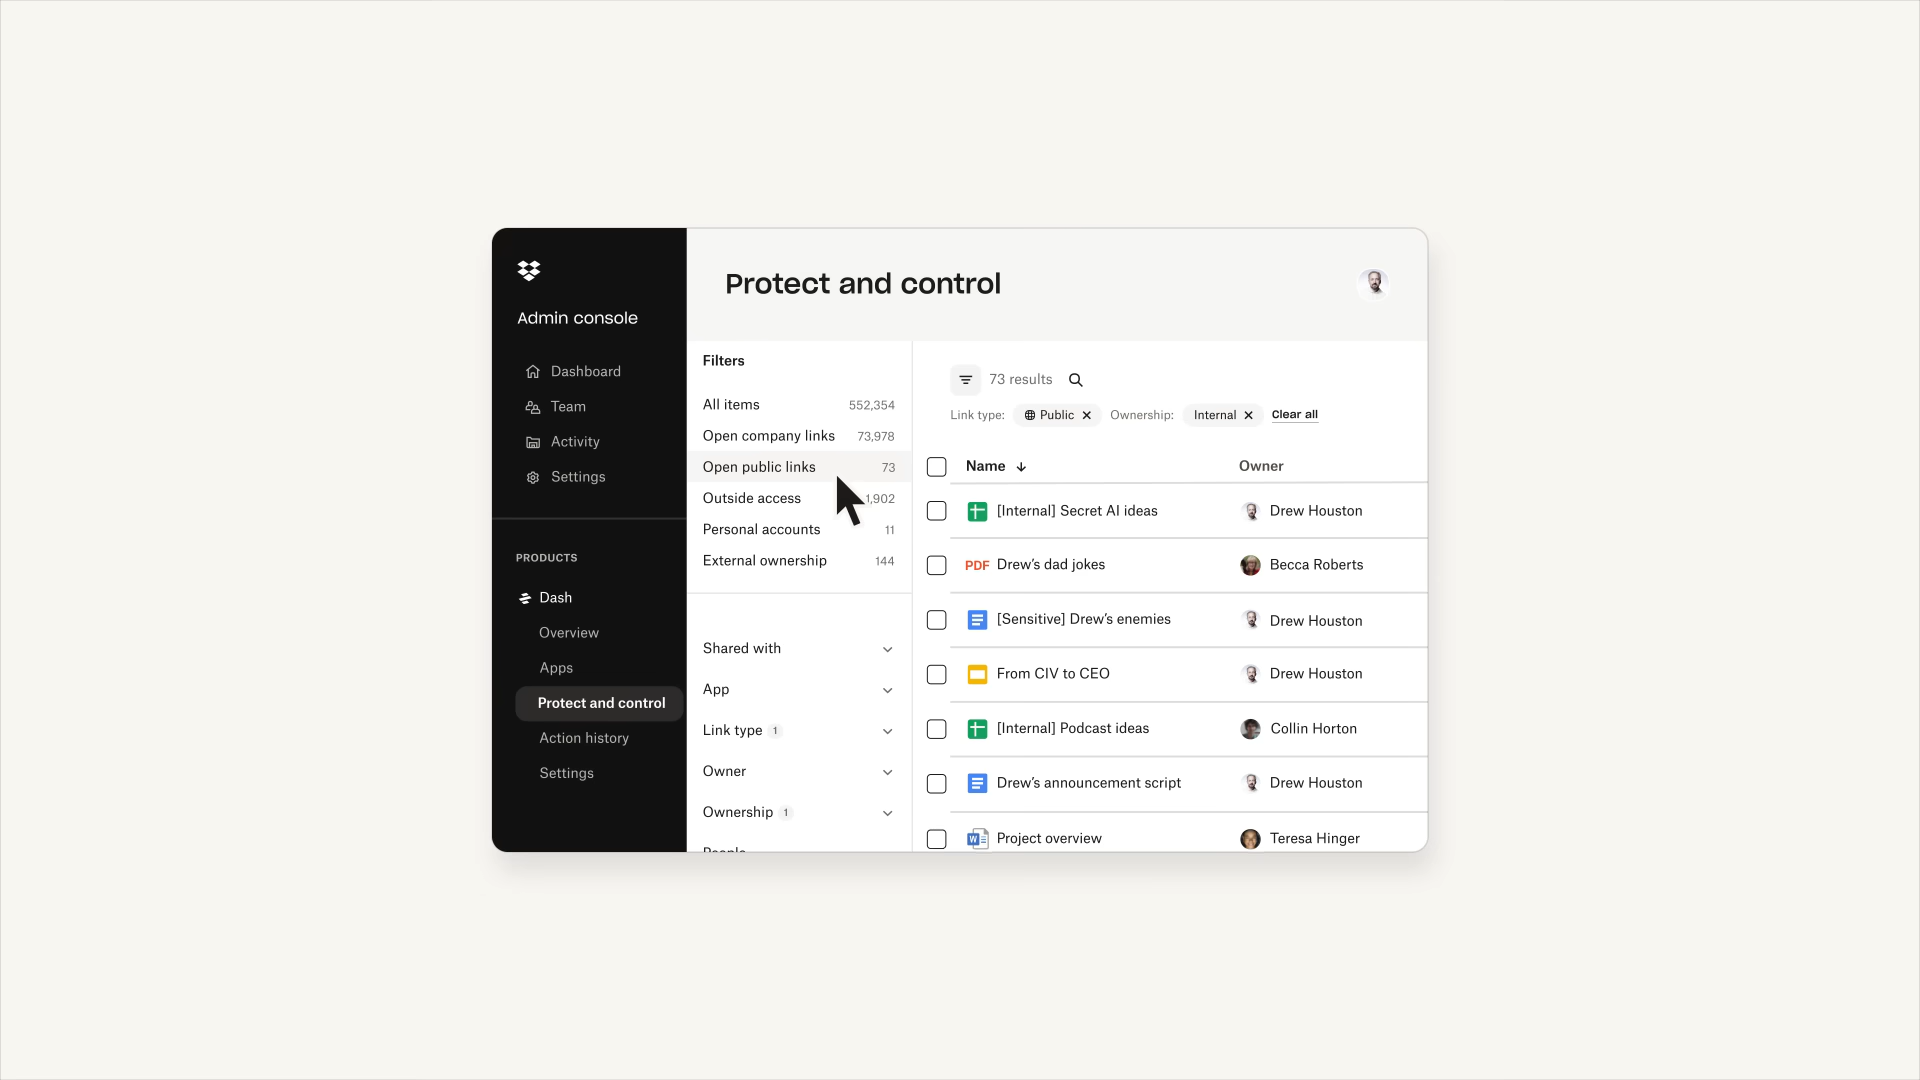 Admin console
Dashboard
Team
Activity
Settings
PRODUCTS
Dash
Overview
Apps
Protect and control
Action history
Settings
Protect and control
Filters
All items 552,354
Open company links 73,978
Open public links 73
Outside access 1,902
Personal accounts 11
External ownership 144
Shared with
App
Link type 1
Owner
Ownership 1
People
73 results
Link type: Public Ownership: Internal Clear all
Name Owner
[Internal] Secret AI ideas Drew Houston
PDF Drew’s dad jokes Becca Roberts
[Sensitive] Drew’s enemies Drew Houston
From CIV to CEO Drew Houston
[Internal] Podcast ideas Collin Horton
Drew’s announcement script Drew Houston
W Project overview Teresa Hinger